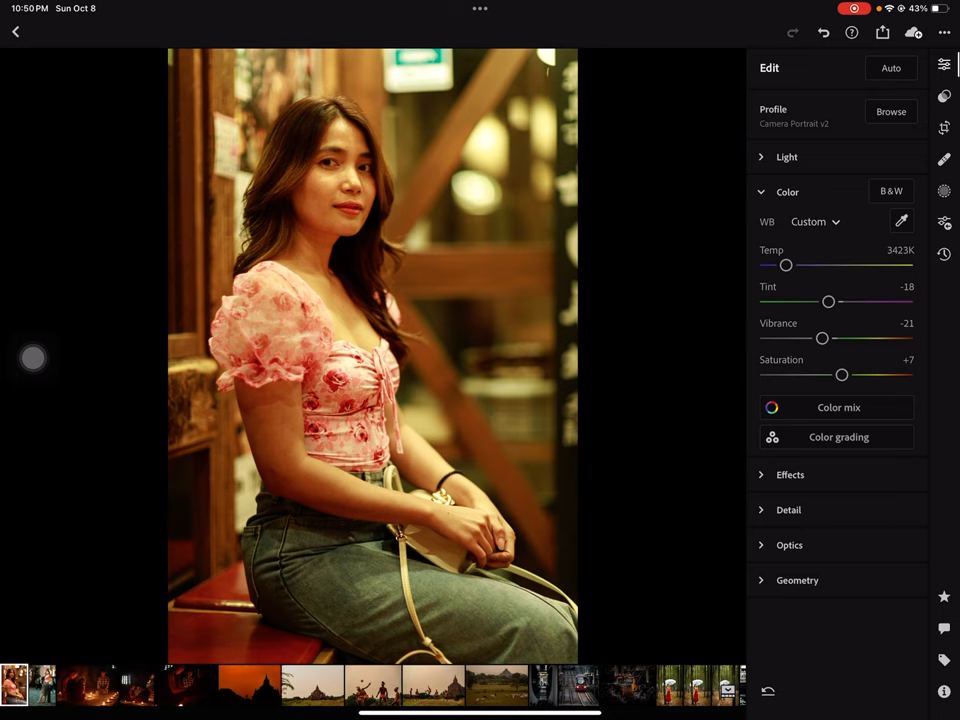 10:50 PM Sun Oct 8
43%
Edit
Auto
Profile
Camera Portrait v2
Browse
Light
Color
B&W
WB
Custom
Temp
3423K
Tint
-18
Vibrance
-21
Saturation
+7
Color mix
Color grading
Effects
Detail
Optics
Geometry